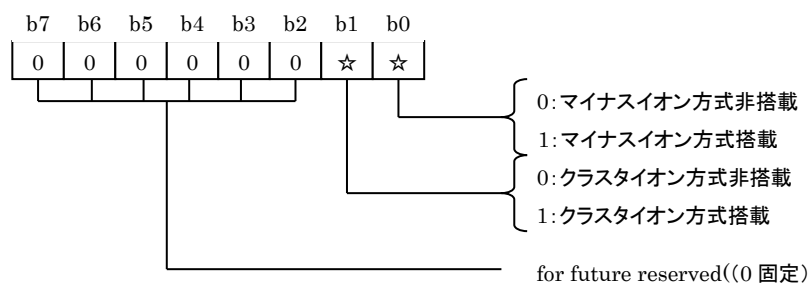 b7 b6 b5 b4 b3 b2 b1 b0
0 0 0 0 0 0 ☆ ☆
0:マイナスイオン方式非搭載
1:マイナスイオン方式搭載
0:クラスタイオン方式非搭載
1:クラスタイオン方式搭載
for future reserved((0 固定)